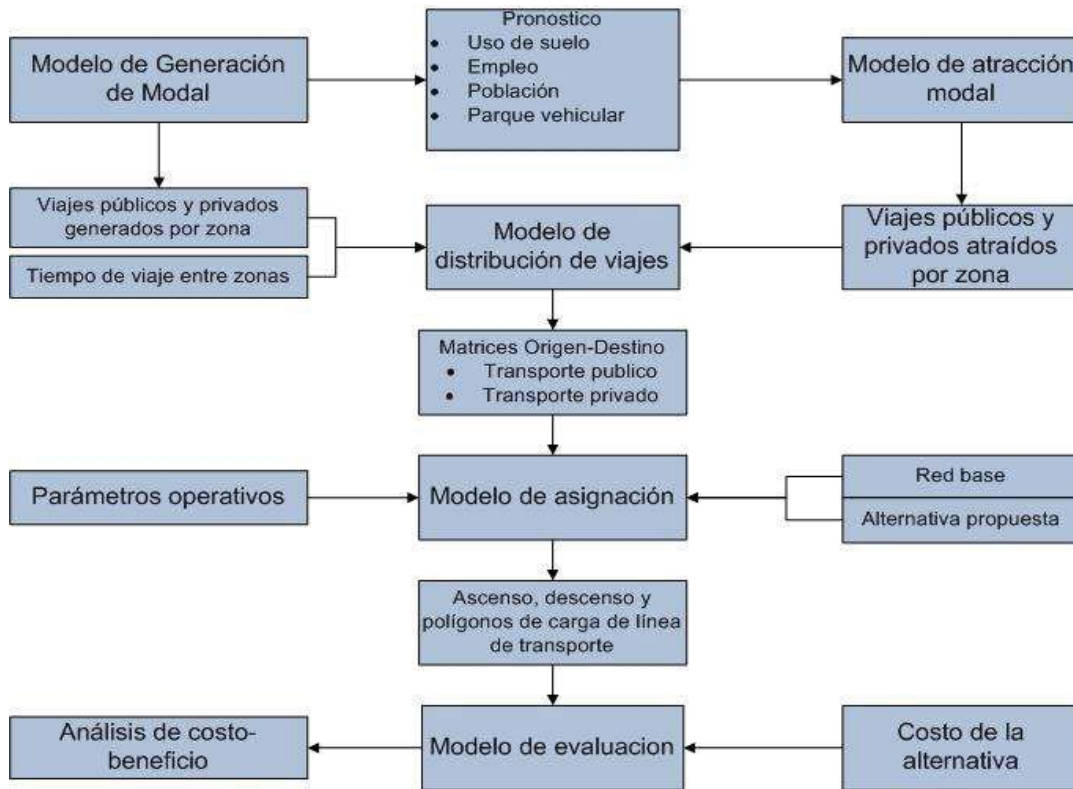 Modelo de Generación
de Modal
Pronostico
• Uso de suelo
• Empleo
• Población
• Parque vehicular
Modelo de atracción
modal
Viajes públicos y privados
generados por zona
Tiempo de viaje entre zonas
Modelo de
distribución de viajes
Viajes públicos y
privados atraídos
por zona
Matrices Origen-Destino
• Transporte publico
• Transporte privado
Parámetros operativos
Modelo de asignación
Red base
Alternativa propuesta
Ascenso, descenso y
polígonos de carga de línea
de transporte
Análisis de costo-
beneficio
Modelo de evaluacion
Costo de la
alternativa